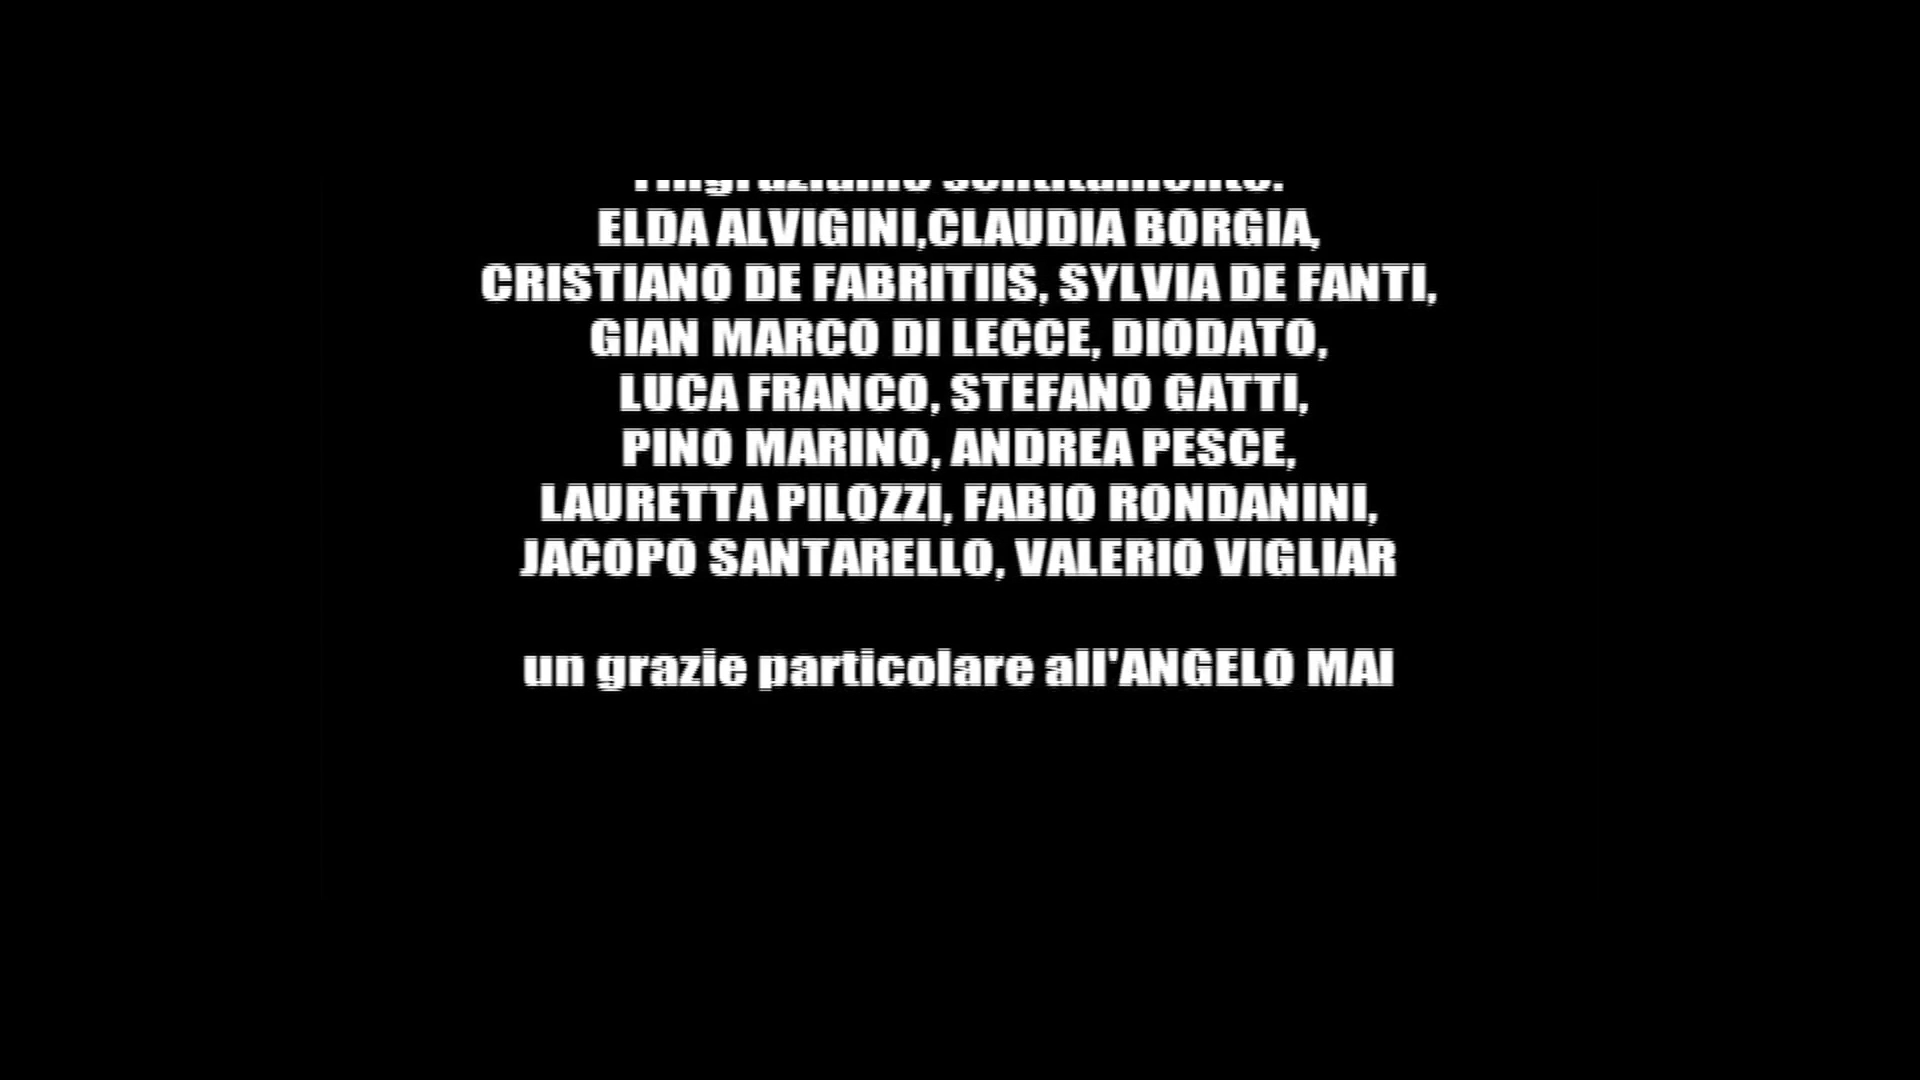 ELDA ALVIGINI,CLAUDIA BORGIA,
CRISTIANO DE FABRITIIS, SYLVIA DE FANTI,
GIAN MARCO DI LECCE, DIODATO,
LUCA FRANCO, STEFANO GATTI,
PINO MARINO, ANDREA PESCE,
LAURETTA PILOZZI, FABIO RONDANINI,
JACOPO SANTARELLO, VALERIO VIGLIAR
un grazie particolare all'ANGELO MAI